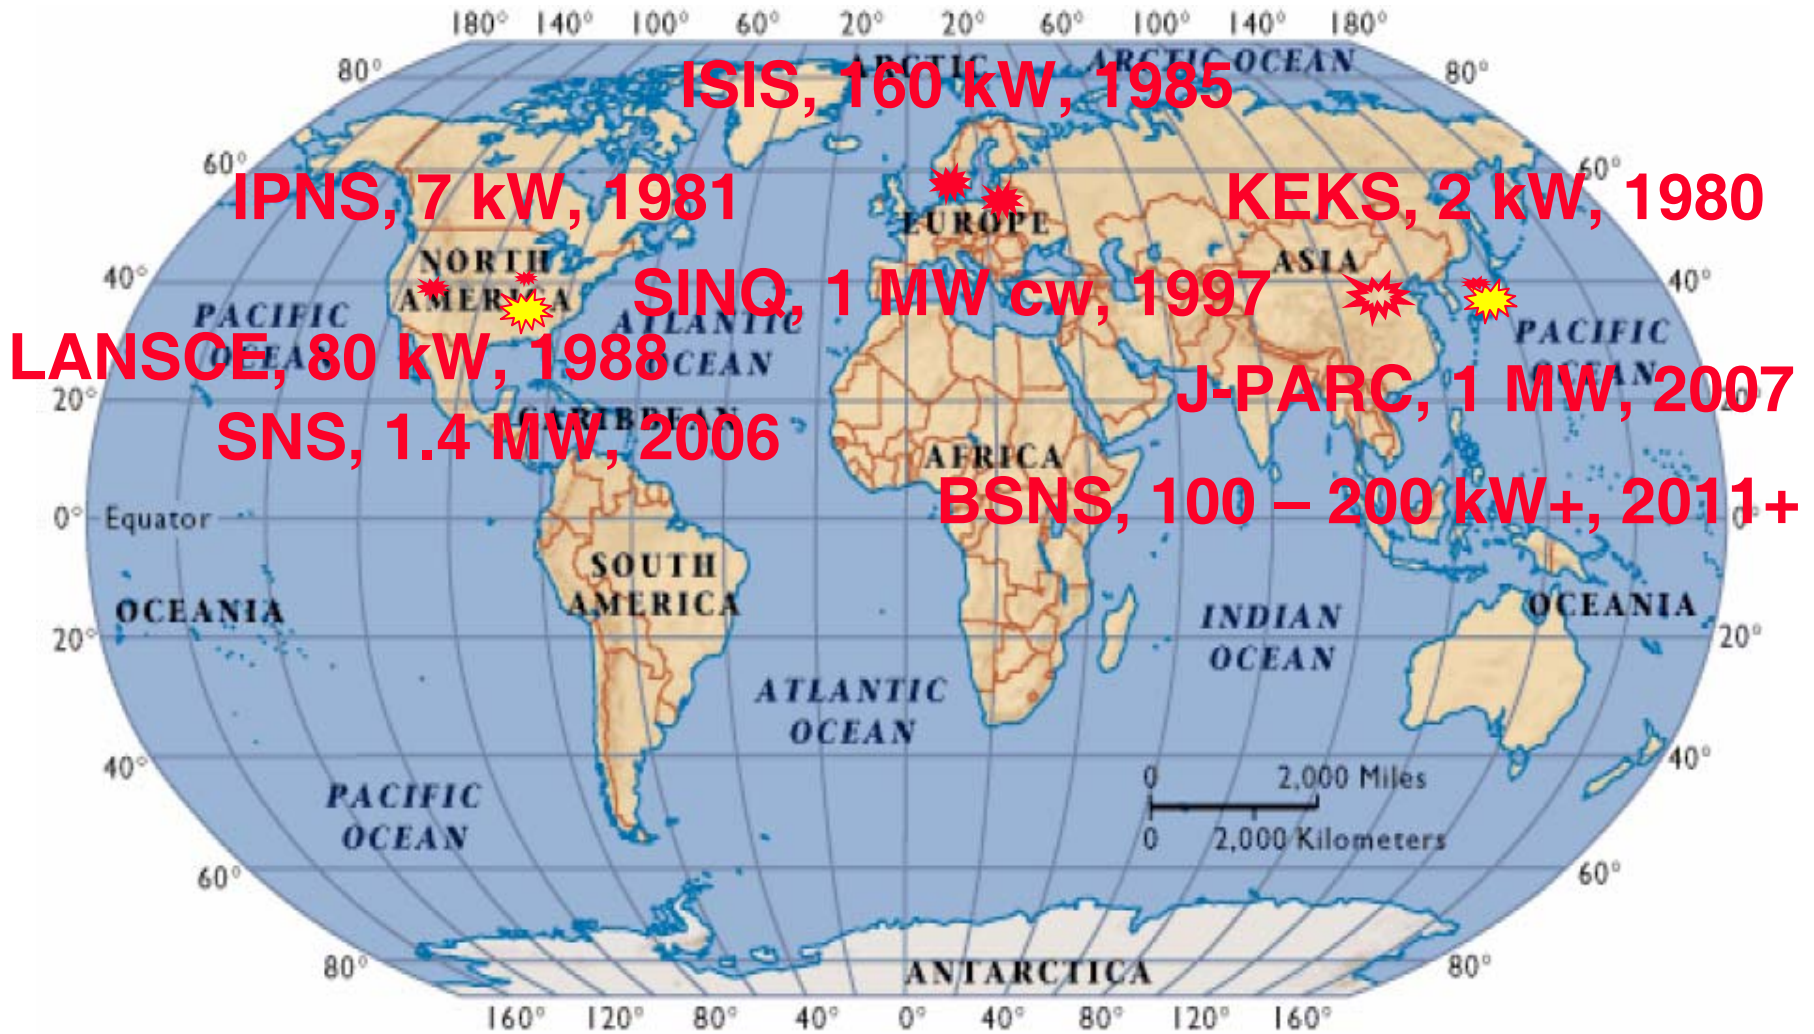 180° 140° 100° 60° 20° 20° 60° 100° 140° 180°
ARCTIC ARCTIC OCEAN
80° 80°
ISIS, 160 kW, 1985
60° 60°
IPNS, 7 kW, 1981
KEKS, 2 kW, 1980
EUROPE
NORTH
AMERICA
ASIA
40° 40°
SINQ, 1 MW cw, 1997
PACIFIC
OCEAN
ATLANTIC
OCEAN
PACIFIC
OCEAN
LANSCE, 80 kW, 1988
J-PARC, 1 MW, 2007
20° 20°
CARIBBEAN
SNS, 1.4 MW, 2006
AFRICA
BSNS, 100 – 200 kW+, 2011+
0° Equator 0°
SOUTH
AMERICA
OCEANIA
INDIAN
OCEAN
OCEANIA
20° 20°
ATLANTIC
OCEAN
40° 40°
PACIFIC
OCEAN
0 2,000 Miles
0 2,000 Kilometers
60° 60°
80° 80°
ANTARCTICA
160° 120° 80° 40° 0° 40° 80° 120° 160°